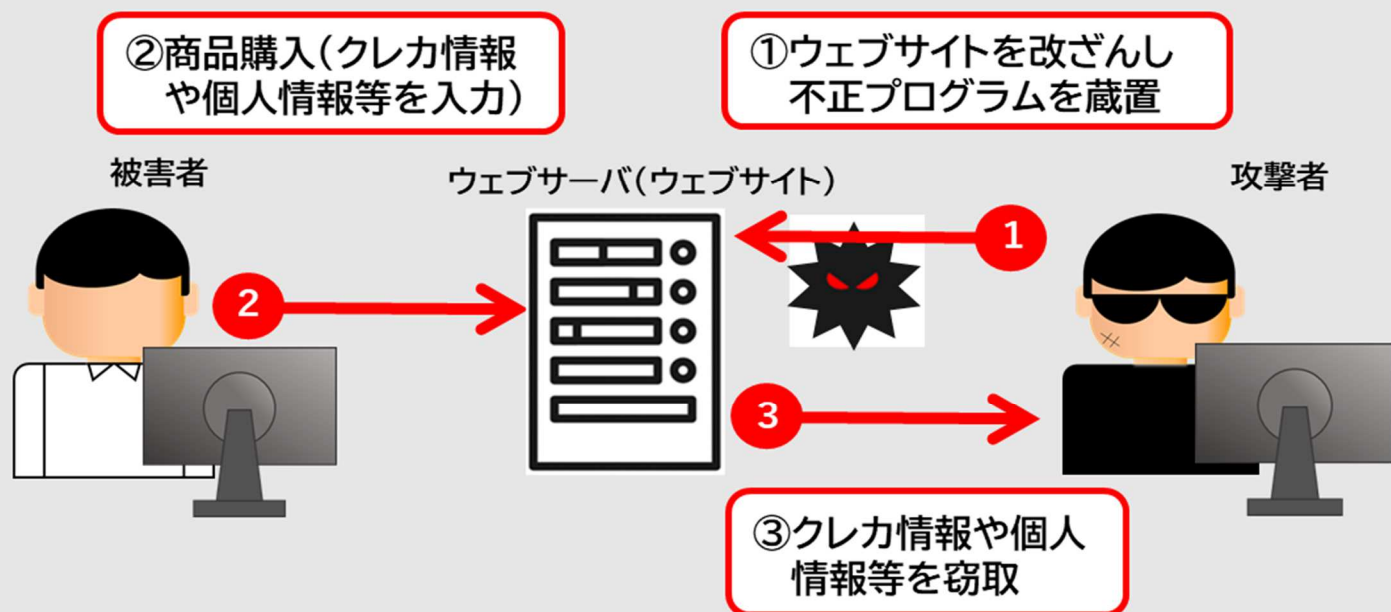 ②商品購入(クレカ情報
や個人情報等を入力)
①ウェブサイトを改ざんし
不正プログラムを蔵置
被害者
ウェブサーバ(ウェブサイト)
攻撃者
1
2
3
③クレカ情報や個人
情報等を窃取